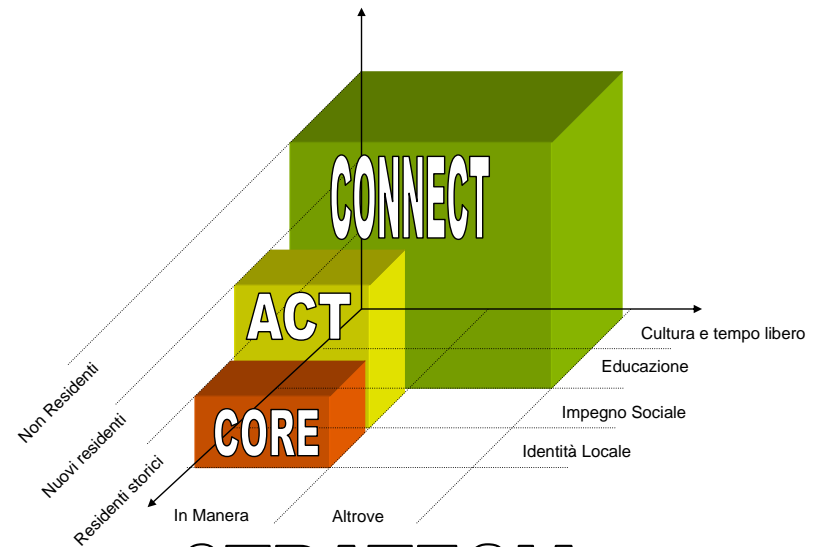 CONNECT
ACT
CORE
Cultura e tempo libero
Educazione
Impegno Sociale
Identità Locale
Non Residenti
Nuovi residenti
Residenti storici
In Manera
Altrove